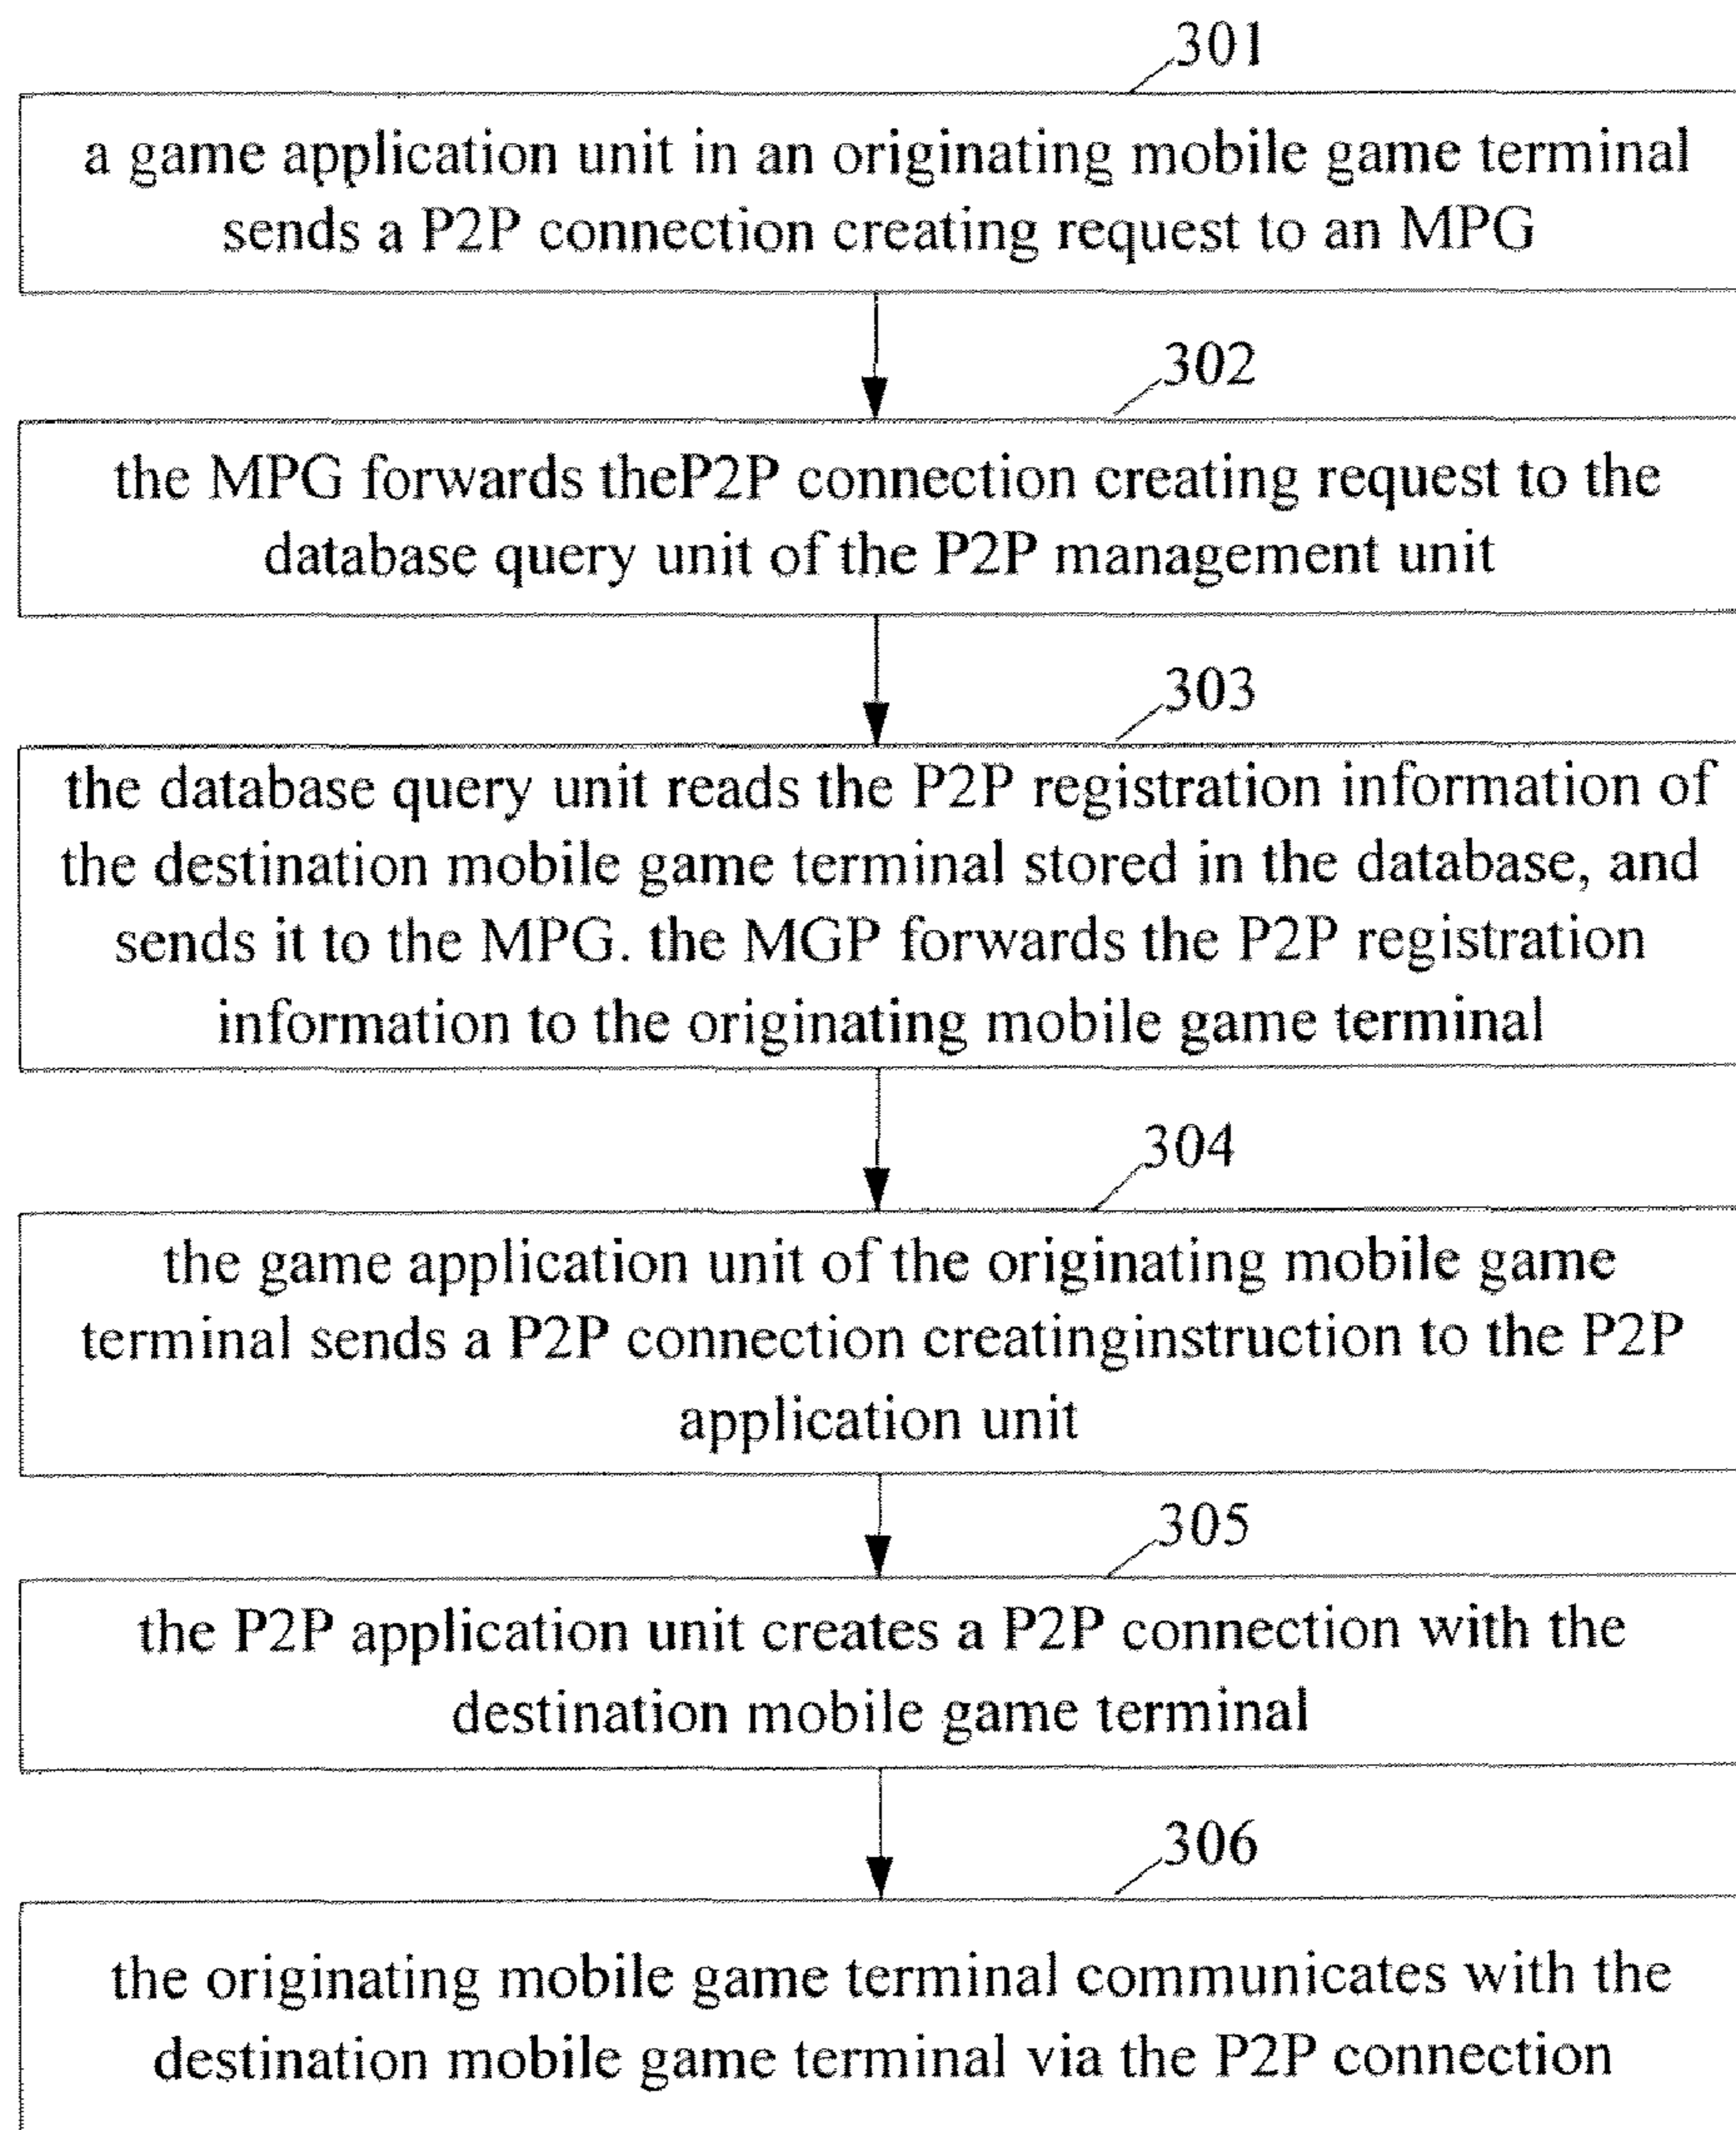 301
a game application unit in an originating mobile game terminal
sends a P2P connection creating request to an MPG
302
the MPG forwards theP2P connection creating request to the
database query unit of the P2P management unit
303
the database query unit reads the P2P registration information of
the destination mobile game terminal stored in the database, and
sends it to the MPG. the MGP forwards the P2P registration
information to the originating mobile game terminal
304
the game application unit of the originating mobile game
terminal sends a P2P connection creatinginstruction to the P2P
application unit
305
the P2P application unit creates a P2P connection with the
destination mobile game terminal
306
the originating mobile game terminal communicates with the
destination mobile game terminal via the P2P connection